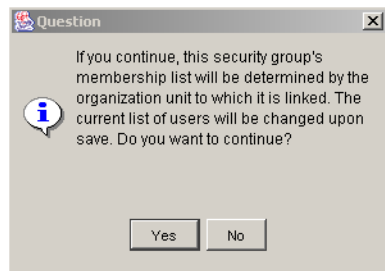 Question
If you continue, this security group's
membership list will be determined by the
organization unit to which it is linked. The
current list of users will be changed upon
save. Do you want to continue?
Yes No